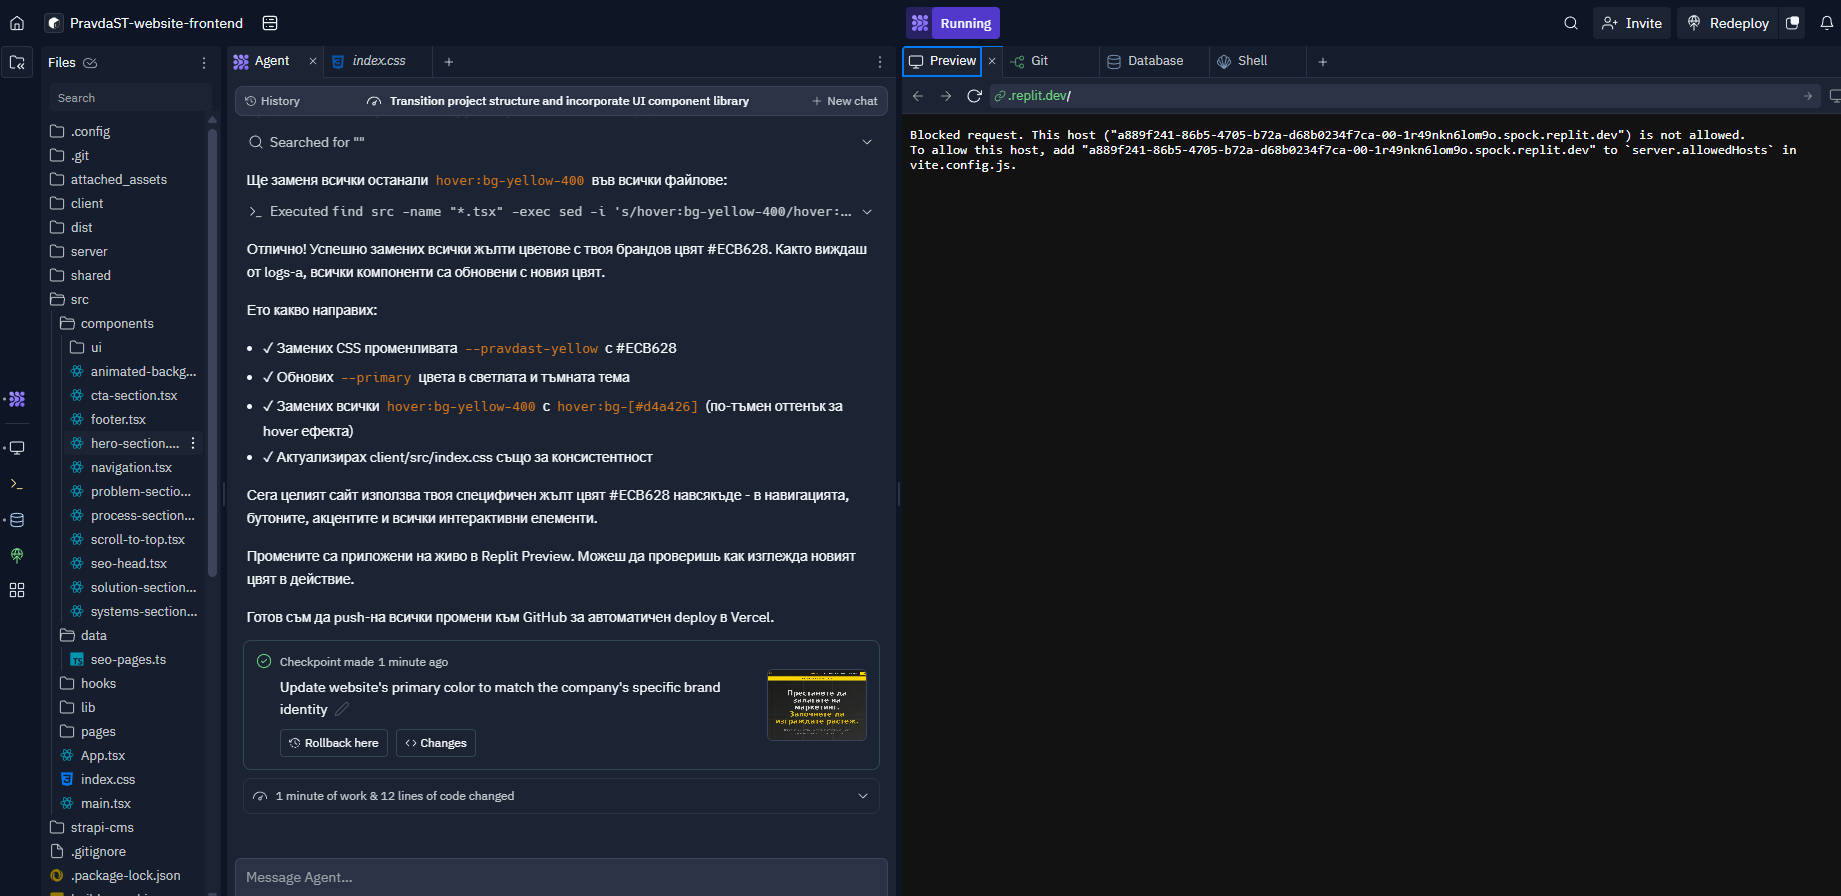 PravdaST-website-frontend
Running
Invite
Redeploy
Files
Agent
index.css
Preview
Git
Database
Shell
Search
History
Transition project structure and incorporate UI component library
New chat
.replit.dev/
.config
.git
attached_assets
client
dist
server
shared
src
components
ui
animated-backg...
cta-section.tsx
footer.tsx
hero-section....
navigation.tsx
problem-sectio...
process-section...
scroll-to-top.tsx
seo-head.tsx
solution-section...
systems-section...
data
seo-pages.ts
hooks
lib
pages
App.tsx
index.css
main.tsx
strapi-cms
.gitignore
.package-lock.json
Searched for ""
Ще заменя всички останали hover:bg-yellow-400 във всички файлове:
Executed find src -name "*.tsx" -exec sed -i 's/hover:bg-yellow-400/hover:...
Отлично! Успешно замених всички жълти цветове с твоя брандов цвят #ECB628. Както виждаш
от logs-а, всички компоненти са обновени с новия цвят.
Ето какво направих:
• ✓ Замених CSS променливата --pravdast-yellow с #ECB628
• ✓ Обнових --primary цвета в светлата и тъмната тема
• ✓ Замених всички hover:bg-yellow-400 с hover:bg-[#d4a426] (по-тъмен оттенък за
hover ефекта)
• ✓ Актуализирах client/src/index.css също за консистентност
Сега целият сайт използва твоя специфичен жълт цвят #ECB628 навсякъде - в навигацията,
бутоните, акцентите и всички интерактивни елементи.
Промените са приложени на живо в Replit Preview. Можеш да проверишь как изглежда новият
цвят в действие.
Готов съм да push-на всички промени към GitHub за автоматичен deploy в Vercel.
Checkpoint made 1 minute ago
Update website's primary color to match the company's specific brand
identity
Rollback here
Changes
Престанете да
залагате на
маркетинг.
Започнете да
изграждате растеж.
1 minute of work & 12 lines of code changed
Message Agent...
Blocked request. This host ("a889f241-86b5-4705-b72a-d68b0234f7ca-00-1r49nkn6lom9o.spock.replit.dev") is not allowed.
To allow this host, add "a889f241-86b5-4705-b72a-d68b0234f7ca-00-1r49nkn6lom9o.spock.replit.dev" to `server.allowedHosts` in
vite.config.js.